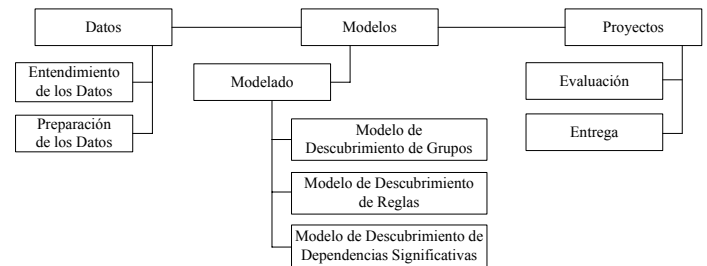 Datos
Modelos
Proyectos
Entendimiento
de los Datos
Preparación
de los Datos
Modelado
Modelo de
Descubrimiento de Grupos
Modelo de Descubrimiento
de Reglas
Modelo de Descubrimiento de
Dependencias Significativas
Evaluación
Entrega